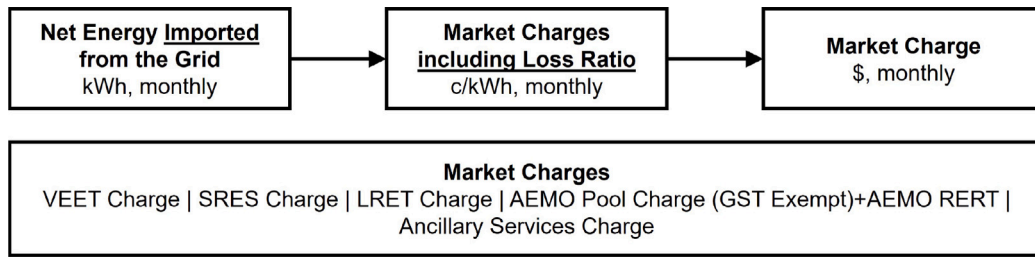 Net Energy Imported
from the Grid
kWh, monthly
Market Charges
including Loss Ratio
c/kWh, monthly
Market Charge
$, monthly
Market Charges
VEET Charge | SRES Charge | LRET Charge | AEMO Pool Charge (GST Exempt)+AEMO RERT |
Ancillary Services Charge